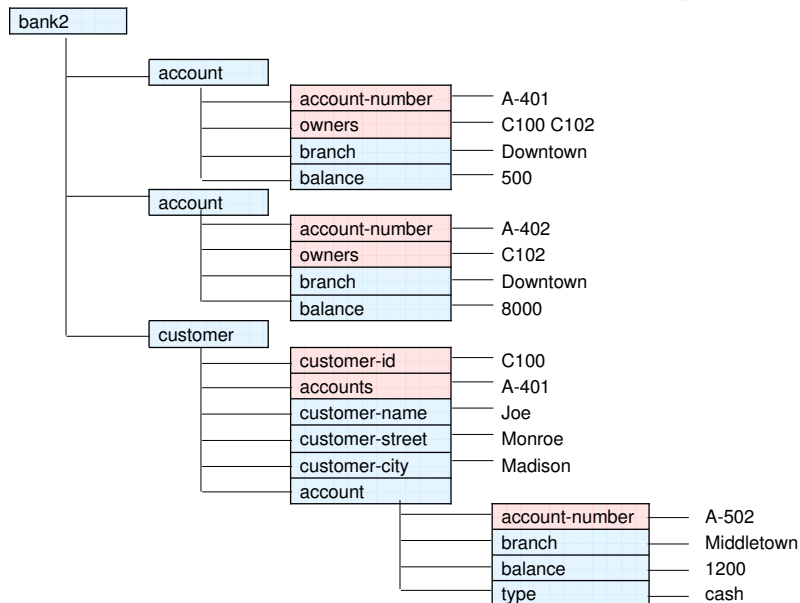 bank2
account
account-number A-401
owners C100 C102
branch Downtown
balance 500
account
account-number A-402
owners C102
branch Downtown
balance 8000
customer
customer-id C100
accounts A-401
customer-name Joe
customer-street Monroe
customer-city Madison
account
account-number A-502
branch Middletown
balance 1200
type cash